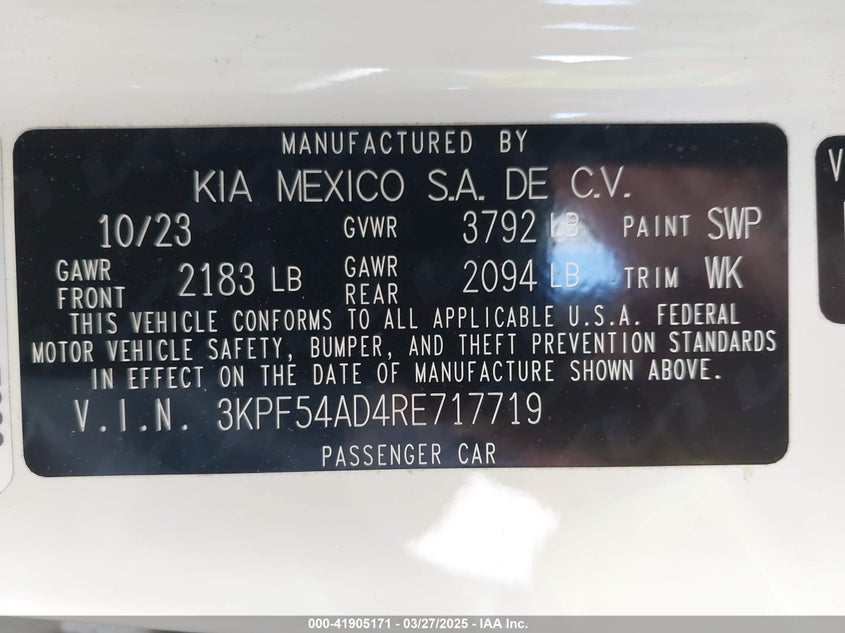 MANUFACTURED BY
KIA MEXICO S.A. DE C.V.
10/23 GVWR 3792 LB PAINT SWP
GAWR FRONT 2183 LB GAWR REAR 2094 LB TRIM WK
THIS VEHICLE CONFORMS TO ALL APPLICABLE U.S.A. FEDERAL
MOTOR VEHICLE SAFETY, BUMPER, AND THEFT PREVENTION STANDARDS
IN EFFECT ON THE DATE OF MANUFACTURE SHOWN ABOVE.
V.I.N. 3KPF54AD4RE717719
PASSENGER CAR
V
000-41905171 - 03/27/2025 - IAA Inc.